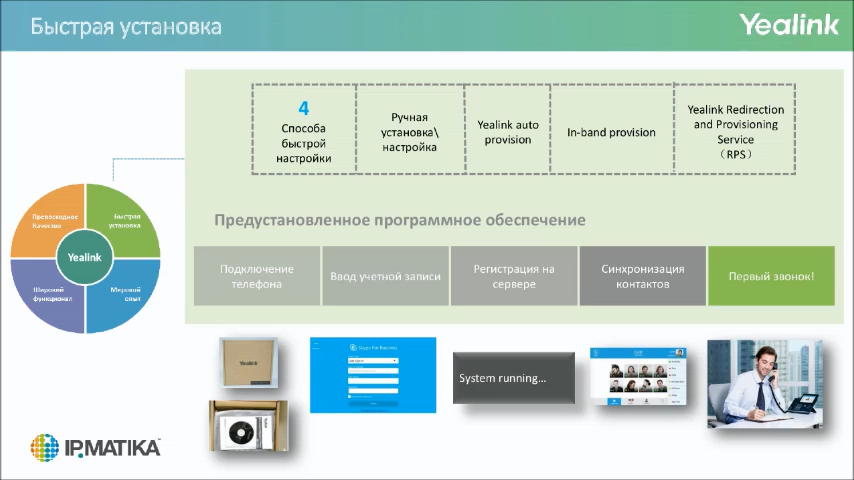 Быстрая установка
Yealink
4
Способа
быстрой
настройки
Ручная
установка\
настройка
Yealink auto
provision
In-band provision
Yealink Redirection
and Provisioning
Service
（RPS）
Превосходное
Качество
Быстрая
установка
Yealink
Широкий
функционал
Мировой
опыт
Предустановленное программное обеспечение
Подключение
телефона
Ввод учетной записи
Регистрация на
сервере
Синхронизация
контактов
Первый звонок!
Yealink
Skype For Business
System running...
IPMATIKA